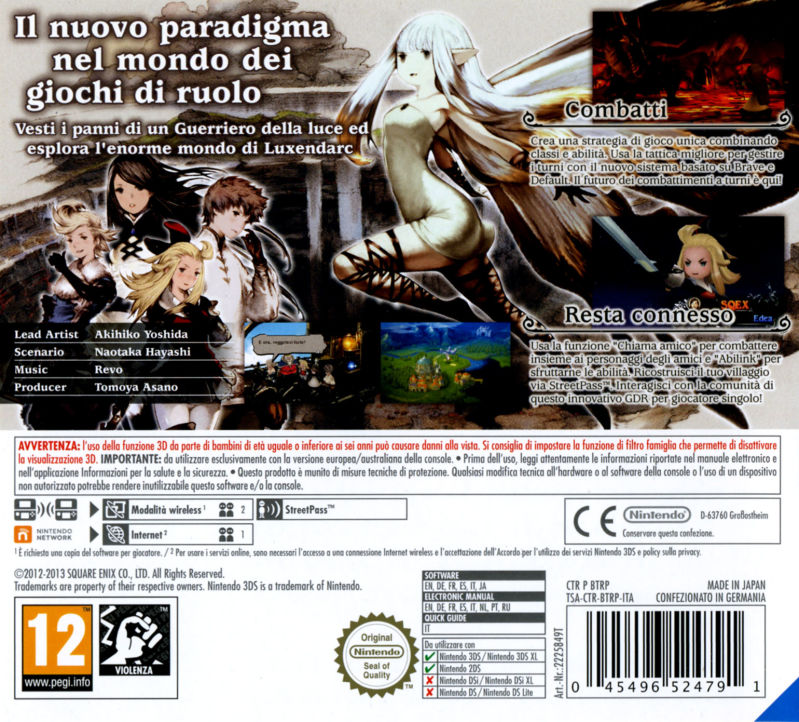 Il nuovo paradigma
nel mondo dei
giochi di ruolo
Vesti i panni di un Guerriero della luce ed
esplora l'enorme mondo di Luxendarc
Combatti
Crea una strategia di gioco unica combinando
classi e abilità. Usa la tattica migliore per gestire
i turni con il nuovo sistema basato su Brave e
Default. Il futuro dei combattimenti a turni è qui!
SQEX
Edea
Resta connesso
Usa la funzione "Chiama amico" per combattere
insieme ai personaggi degli amici e "Abilink" per
sfruttarne le abilità. Ricostruisci il tuo villaggio
via StreetPass™. Interagisci con la comunità di
questo innovativo GDR per giocatore singolo!
Lead Artist Akihiko Yoshida
Scenario Naotaka Hayashi
Music Revo
Producer Tomoya Asano
AVVERTENZA: l'uso della funzione 3D da parte di bambini di età uguale o inferiore ai sei anni può causare danni alla vista. Si consiglia di impostare la funzione di filtro famiglia che permette di disattivare
la visualizzazione 3D. IMPORTANTE: da utilizzare esclusivamente con la versione europea/australiana della console. • Prima dell'uso, leggi attentamente le informazioni riportate nel manuale elettronico e
nell'applicazione Informazioni per la salute e la sicurezza. • Questo prodotto è munito di misure tecniche di protezione. Qualsiasi modifica tecnica all'hardware o al software della console o l'uso di un dispositivo
non autorizzato potrebbe rendere inutilizzabile questo software e/o la console.
Modalità wireless¹ 2 StreetPass™
NINTENDO NETWORK Internet² 1
CE Nintendo® D-63760 Großostheim
Conservare questa confezione.
¹ È richiesta una copia del software per giocatore. / ² Per usare i servizi online, sono necessari l'accesso a una connessione Internet wireless e l'accettazione dell'Accordo per l'utilizzo dei servizi Nintendo 3DS e policy sulla privacy.
©2012-2013 SQUARE ENIX CO., LTD. All Rights Reserved.
Trademarks are property of their respective owners. Nintendo 3DS is a trademark of Nintendo.
12
™
www.pegi.info
VIOLENZA
Original
Nintendo®
Seal of
Quality
™
SOFTWARE
EN, DE, FR, ES, IT, JA
ELECTRONIC MANUAL
EN, DE, FR, ES, IT, NL, PT, RU
QUICK GUIDE
IT
Da utilizzare con
Nintendo 3DS / Nintendo 3DS XL
Nintendo 2DS
Nintendo DSi / Nintendo DSi XL
Nintendo DS / Nintendo DS Lite
Art.-Nr.: 2225849T
CTR P BTRP MADE IN JAPAN
TSA-CTR-BTRP-ITA CONFEZIONATO IN GERMANIA
0 45496 52479 1